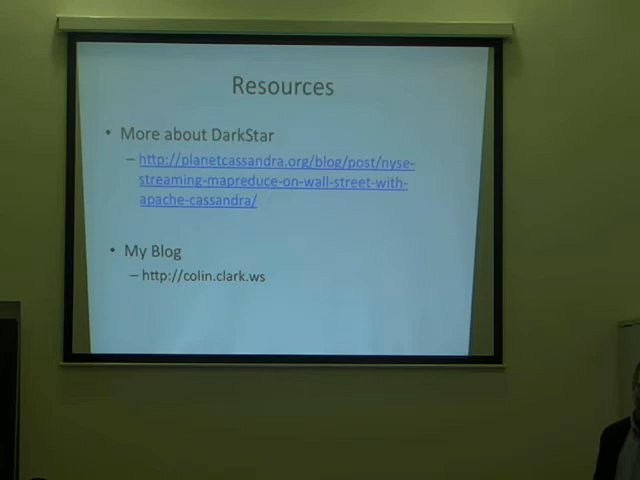 Resources
• More about DarkStar
– http://planetcassandra.org/blog/post/nyse-
streaming-mapreduce-on-wall-street-with-
apache-cassandra/
• My Blog
– http://colin.clark.ws